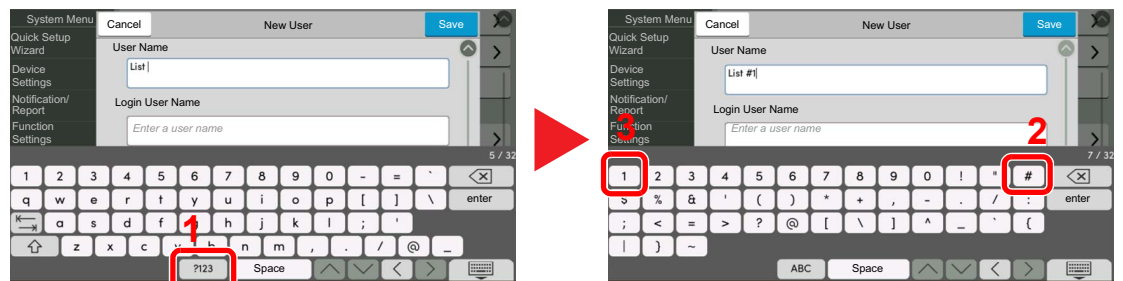 System Menu
Cancel
New User
Save
Quick Setup
Wizard
User Name
List
Device
Settings
Notification/
Report
Login User Name
Function
Settings
Enter a user name
5 / 32
1 2 3 4 5 6 7 8 9 0 - = `
q w e r t y u i o p [ ] \ enter
a s d f g h j k l ; '
z x c v b n m , . / @ _
1
?123 Space
System Menu
Cancel
New User
Save
Quick Setup
Wizard
User Name
List #1
Device
Settings
Notification/
Report
Login User Name
Function
Settings
Enter a user name
3
2
7 / 32
1 2 3 4 5 6 7 8 9 0 ! " #
$ % & ' ( ) * + , - . / : enter
; < = > ? @ [ \ ] ^ _ ` {
| } ~
ABC Space